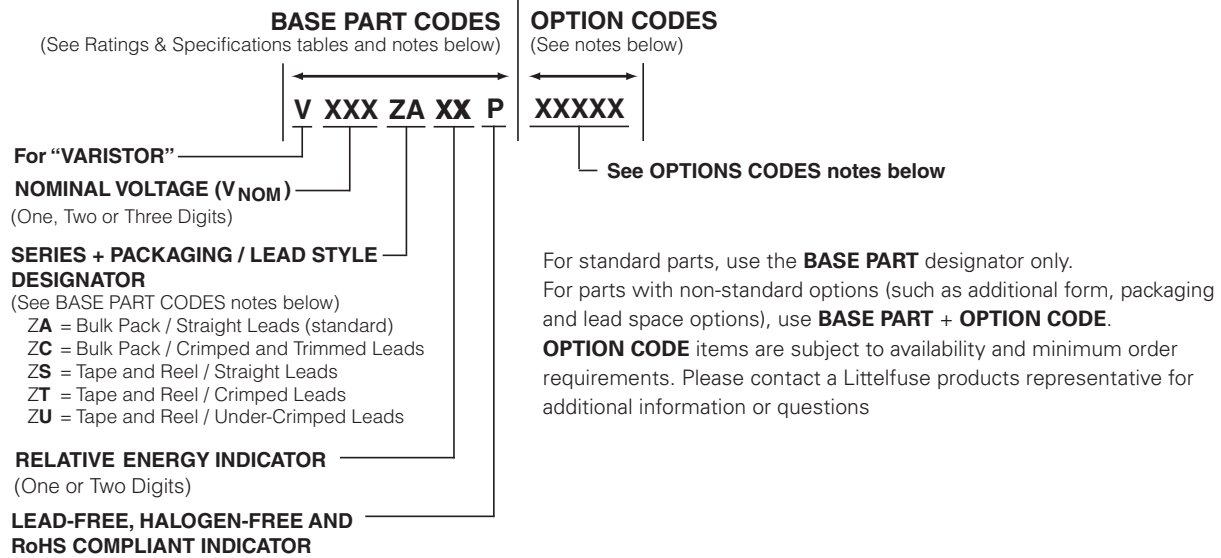 BASE PART CODES
(See Ratings & Specifications tables and notes below)
OPTION CODES
(See notes below)
V XXX ZA XX P XXXXX
For “VARISTOR”
See OPTIONS CODES notes below
NOMINAL VOLTAGE (VNOM)
(One, Two or Three Digits)
SERIES + PACKAGING / LEAD STYLE
DESIGNATOR
(See BASE PART CODES notes below)
ZA = Bulk Pack / Straight Leads (standard)
ZC = Bulk Pack / Crimped and Trimmed Leads
ZS = Tape and Reel / Straight Leads
ZT = Tape and Reel / Crimped Leads
ZU = Tape and Reel / Under-Crimped Leads
RELATIVE ENERGY INDICATOR
(One or Two Digits)
LEAD-FREE, HALOGEN-FREE AND
RoHS COMPLIANT INDICATOR
For standard parts, use the BASE PART designator only.
For parts with non-standard options (such as additional form, packaging
and lead space options), use BASE PART + OPTION CODE.
OPTION CODE items are subject to availability and minimum order
requirements. Please contact a Littelfuse products representative for
additional information or questions